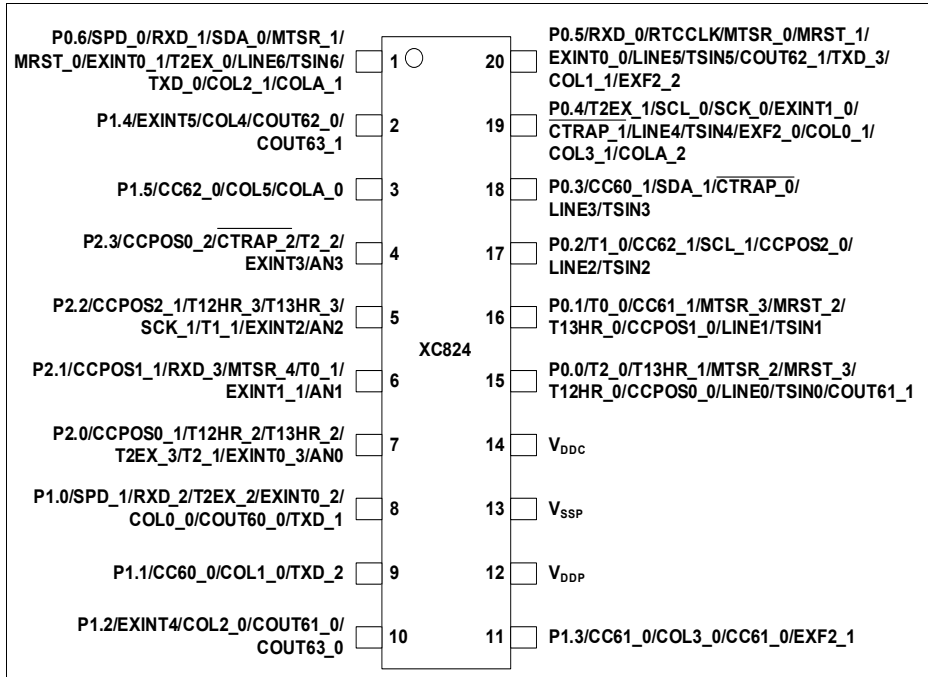 P0.6/SPD_0/RXD_1/SDA_0/MTSR_1/
MRST_0/EXINT0_1/T2EX_0/LINE6/TSIN6/
TXD_0/COL2_1/COLA_1
1
P1.4/EXINT5/COL4/COUT62_0/
COUT63_1
2
P1.5/CC62_0/COL5/COLA_0
3
P2.3/CCPOS0_2/CTRAP_2/T2_2/
EXINT3/AN3
4
P2.2/CCPOS2_1/T12HR_3/T13HR_3/
SCK_1/T1_1/EXINT2/AN2
5
P2.1/CCPOS1_1/RXD_3/MTSR_4/T0_1/
EXINT1_1/AN1
6
P2.0/CCPOS0_1/T12HR_2/T13HR_2/
T2EX_3/T2_1/EXINT0_3/AN0
7
P1.0/SPD_1/RXD_2/T2EX_2/EXINT0_2/
COL0_0/COUT60_0/TXD_1
8
P1.1/CC60_0/COL1_0/TXD_2
9
P1.2/EXINT4/COL2_0/COUT61_0/
COUT63_0
10
XC824
20
P0.5/RXD_0/RTCCLK/MTSR_0/MRST_1/
EXINT0_0/LINE5/TSIN5/COUT62_1/TXD_3/
COL1_1/EXF2_2
19
P0.4/T2EX_1/SCL_0/SCK_0/EXINT1_0/
CTRAP_1/LINE4/TSIN4/EXF2_0/COL0_1/
COL3_1/COLA_2
18
P0.3/CC60_1/SDA_1/CTRAP_0/
LINE3/TSIN3
17
P0.2/T1_0/CC62_1/SCL_1/CCPOS2_0/
LINE2/TSIN2
16
P0.1/T0_0/CC61_1/MTSR_3/MRST_2/
T13HR_0/CCPOS1_0/LINE1/TSIN1
15
P0.0/T2_0/T13HR_1/MTSR_2/MRST_3/
T12HR_0/CCPOS0_0/LINE0/TSIN0/COUT61_1
14
VDDC
13
VSSP
12
VDDP
11
P1.3/CC61_0/COL3_0/CC61_0/EXF2_1